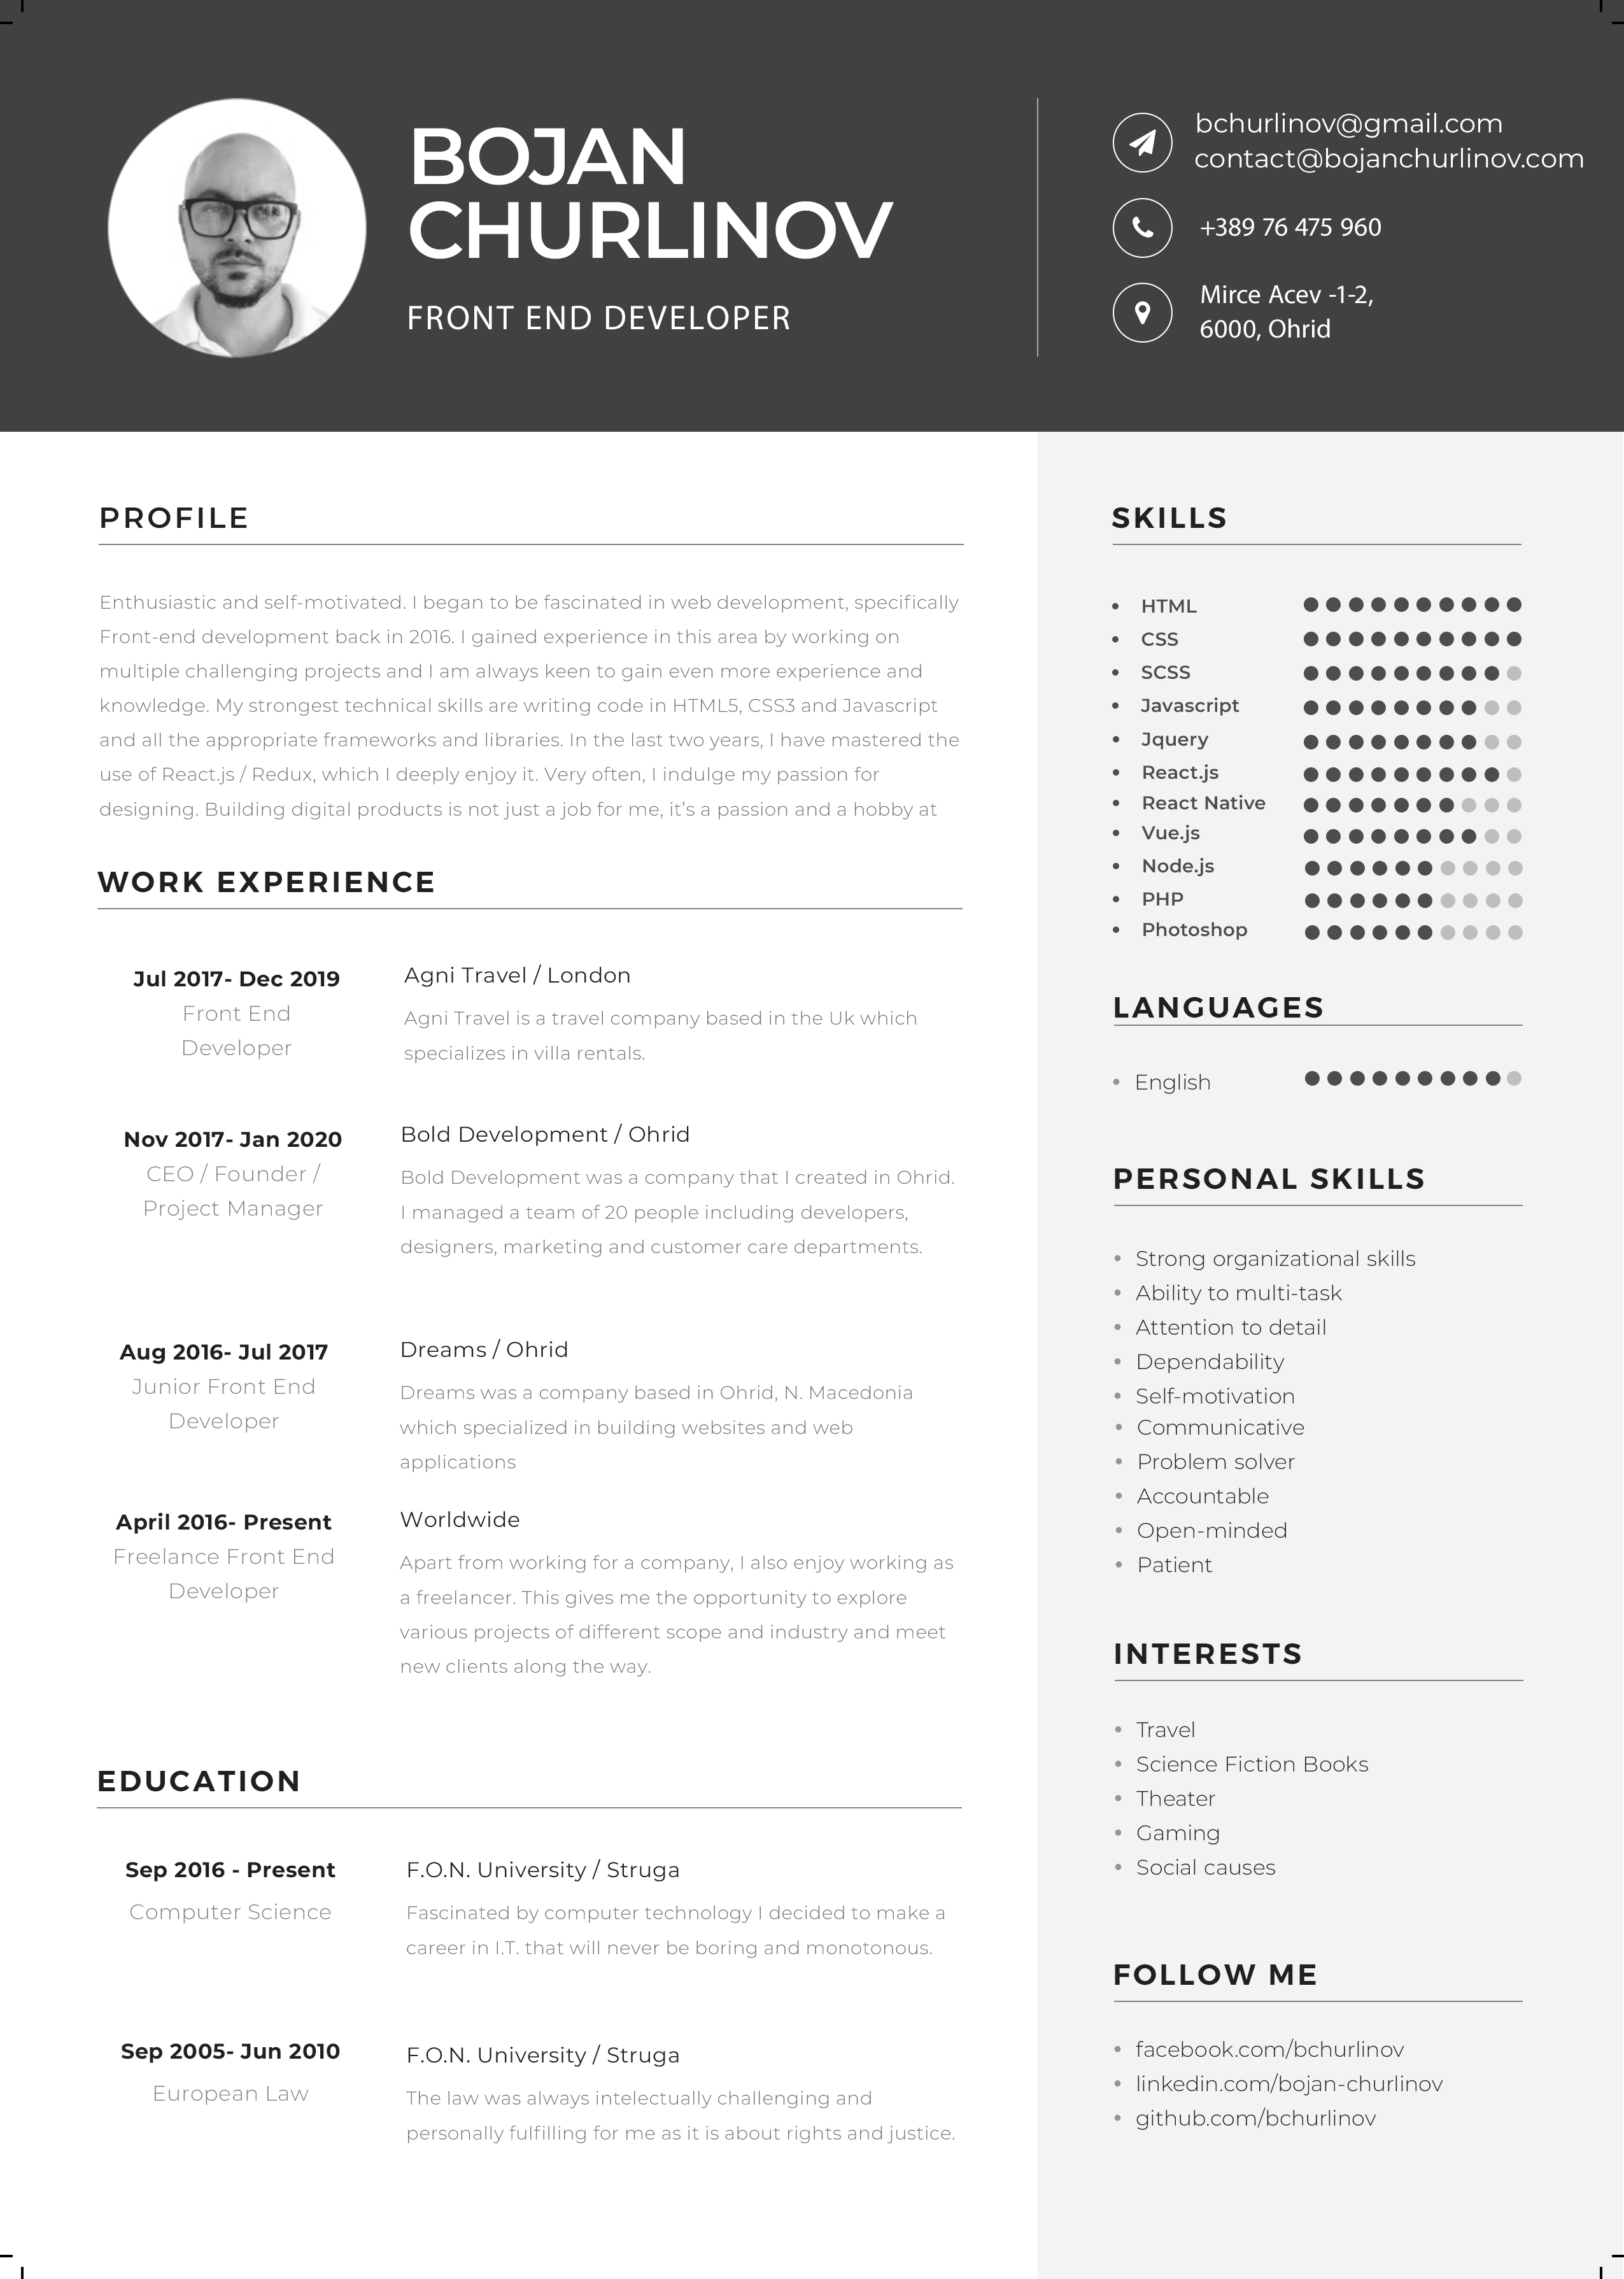 BOJAN
CHURLINOV
FRONT END DEVELOPER
bchurlinov@gmail.com
contact@bojanchurlinov.com
+389 76 475 960
Mirce Acev -1-2,
6000, Ohrid
PROFILE
Enthusiastic and self-motivated. I began to be fascinated in web development, specifically
Front-end development back in 2016. I gained experience in this area by working on
multiple challenging projects and I am always keen to gain even more experience and
knowledge. My strongest technical skills are writing code in HTML5, CSS3 and Javascript
and all the appropriate frameworks and libraries. In the last two years, I have mastered the
use of React.js / Redux, which I deeply enjoy it. Very often, I indulge my passion for
designing. Building digital products is not just a job for me, it's a passion and a hobby at
WORK EXPERIENCE
Jul 2017- Dec 2019
Front End
Developer
Agni Travel / London
Agni Travel is a travel company based in the Uk which
specializes in villa rentals.
Nov 2017- Jan 2020
CEO / Founder /
Project Manager
Bold Development / Ohrid
Bold Development was a company that I created in Ohrid.
I managed a team of 20 people including developers,
designers, marketing and customer care departments.
Aug 2016- Jul 2017
Junior Front End
Developer
Dreams / Ohrid
Dreams was a company based in Ohrid, N. Macedonia
which specialized in building websites and web
applications
April 2016- Present
Freelance Front End
Developer
Worldwide
Apart from working for a company, I also enjoy working as
a freelancer. This gives me the opportunity to explore
various projects of different scope and industry and meet
new clients along the way.
EDUCATION
Sep 2016 - Present
Computer Science
F.O.N. University / Struga
Fascinated by computer technology I decided to make a
career in I.T. that will never be boring and monotonous.
Sep 2005- Jun 2010
European Law
F.O.N. University / Struga
The law was always intelectually challenging and
personally fulfilling for me as it is about rights and justice.
SKILLS
• HTML
• CSS
• SCSS
• Javascript
• Jquery
• React.js
• React Native
• Vue.js
• Node.js
• PHP
• Photoshop
LANGUAGES
• English
PERSONAL SKILLS
• Strong organizational skills
• Ability to multi-task
• Attention to detail
• Dependability
• Self-motivation
• Communicative
• Problem solver
• Accountable
• Open-minded
• Patient
INTERESTS
• Travel
• Science Fiction Books
• Theater
• Gaming
• Social causes
FOLLOW ME
• facebook.com/bchurlinov
• linkedin.com/bojan-churlinov
• github.com/bchurlinov